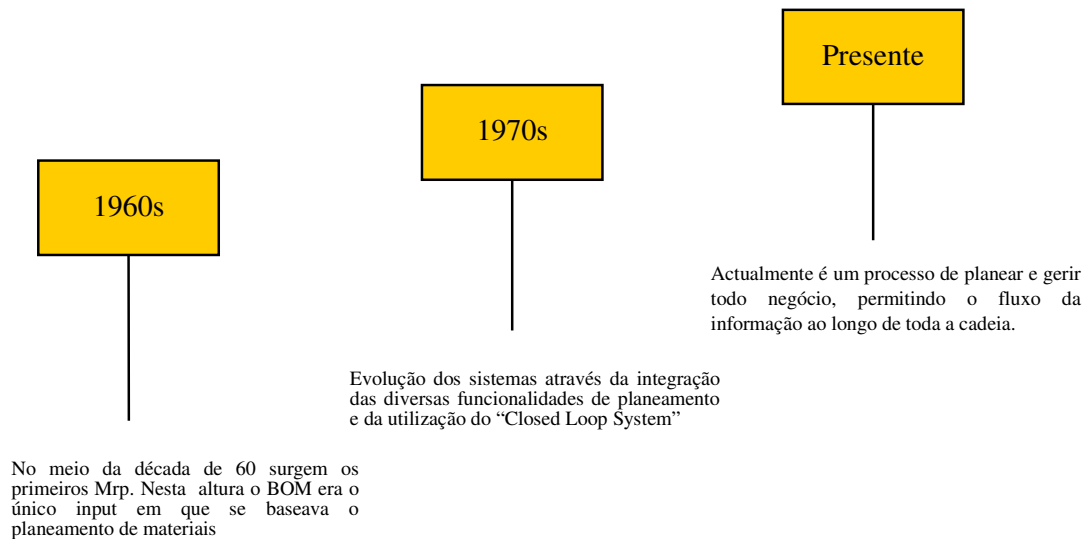 1960s
No meio da década de 60 surgem os
primeiros Mrp. Nesta altura o BOM era o
único input em que se baseava o
planeamento de materiais
1970s
Evolução dos sistemas através da integração
das diversas funcionalidades de planeamento
e da utilização do “Closed Loop System”
Presente
Actualmente é um processo de planear e gerir
todo negócio, permitindo o fluxo da
informação ao longo de toda a cadeia.